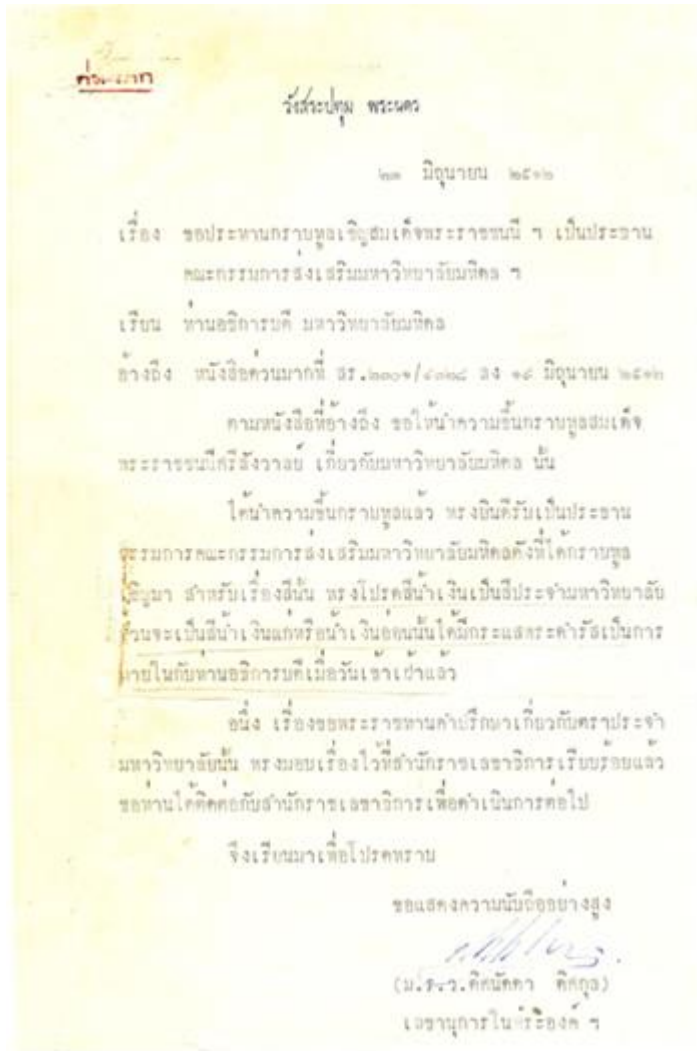 ด่วนมาก
วังสระปทุม พระนคร
๒๓ มิถุนายน ๒๕๑๒
เรื่อง ขอประทานกราบทูลเชิญสมเด็จพระราชชนนี ฯ เป็นประธาน
คณะกรรมการส่งเสริมมหาวิทยาลัยมหิดล ฯ
เรียน ท่านอธิการบดี มหาวิทยาลัยมหิดล
อ้างถึง หนังสือด่วนมากที่ สร.๒๓๐๑/ ลง ๑๙ มิถุนายน ๒๕๑๒
ตามหนังสือที่อ้างถึง ขอให้นำความขึ้นกราบทูลสมเด็จ
พระราชชนนีศรีสังวาลย์ เกี่ยวกับมหาวิทยาลัยมหิดล นั้น
ได้นำความขึ้นกราบทูลแล้ว ทรงยินดีรับเป็นประธาน
กรรมการคณะกรรมการส่งเสริมมหาวิทยาลัยมหิดลดังที่ได้กราบทูล
เชิญมา สำหรับเรื่องสีนั้น ทรงโปรดสีน้ำเงินเป็นสีประจำมหาวิทยาลัย
ส่วนจะเป็นสีน้ำเงินแก่หรือน้ำเงินอ่อนนั้นได้มีกระแสพระดำรัสเป็นการ
ภายในกับท่านอธิการบดีเมื่อวันเข้าเฝ้าแล้ว
อนึ่ง เรื่องขอพระราชทานคำปรึกษาเกี่ยวกับตราประจำ
มหาวิทยาลัยนั้น ทรงมอบเรื่องไว้ที่สำนักราชเลขาธิการเรียบร้อยแล้ว
ขอท่านได้ติดต่อกับสำนักราชเลขาธิการเพื่อดำเนินการต่อไป
จึงเรียนมาเพื่อโปรดทราบ
ขอแสดงความนับถืออย่างสูง
(ม.ร.ว.ดิศนัดดา ดิศกุล)
เลขานุการในพระองค์ ฯ